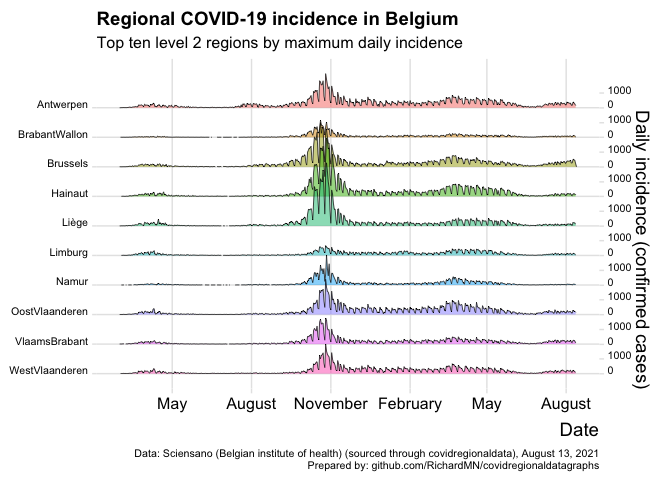 Regional COVID-19 incidence in Belgium
Top ten level 2 regions by maximum daily incidence
Antwerpen
1000
0
BrabantWallon
1000
0
Brussels
1000
0
Hainaut
1000
0
Liège
1000
0
Limburg
1000
0
Namur
1000
0
OostVlaanderen
1000
0
VlaamsBrabant
1000
0
WestVlaanderen
1000
0
Daily incidence (confirmed cases)
May August November February May August
Date
Data: Sciensano (Belgian institute of health) (sourced through covidregionaldata), August 13, 2021
Prepared by: github.com/RichardMN/covidregionaldatagraphs